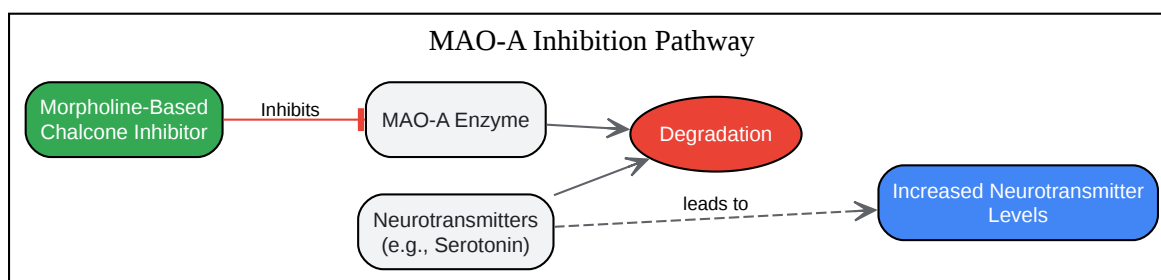 MAO-A Inhibition Pathway
Morpholine-Based
Chalcone Inhibitor
Inhibits
MAO-A Enzyme
Degradation
Neurotransmitters
(e.g., Serotonin)
leads to
Increased Neurotransmitter
Levels